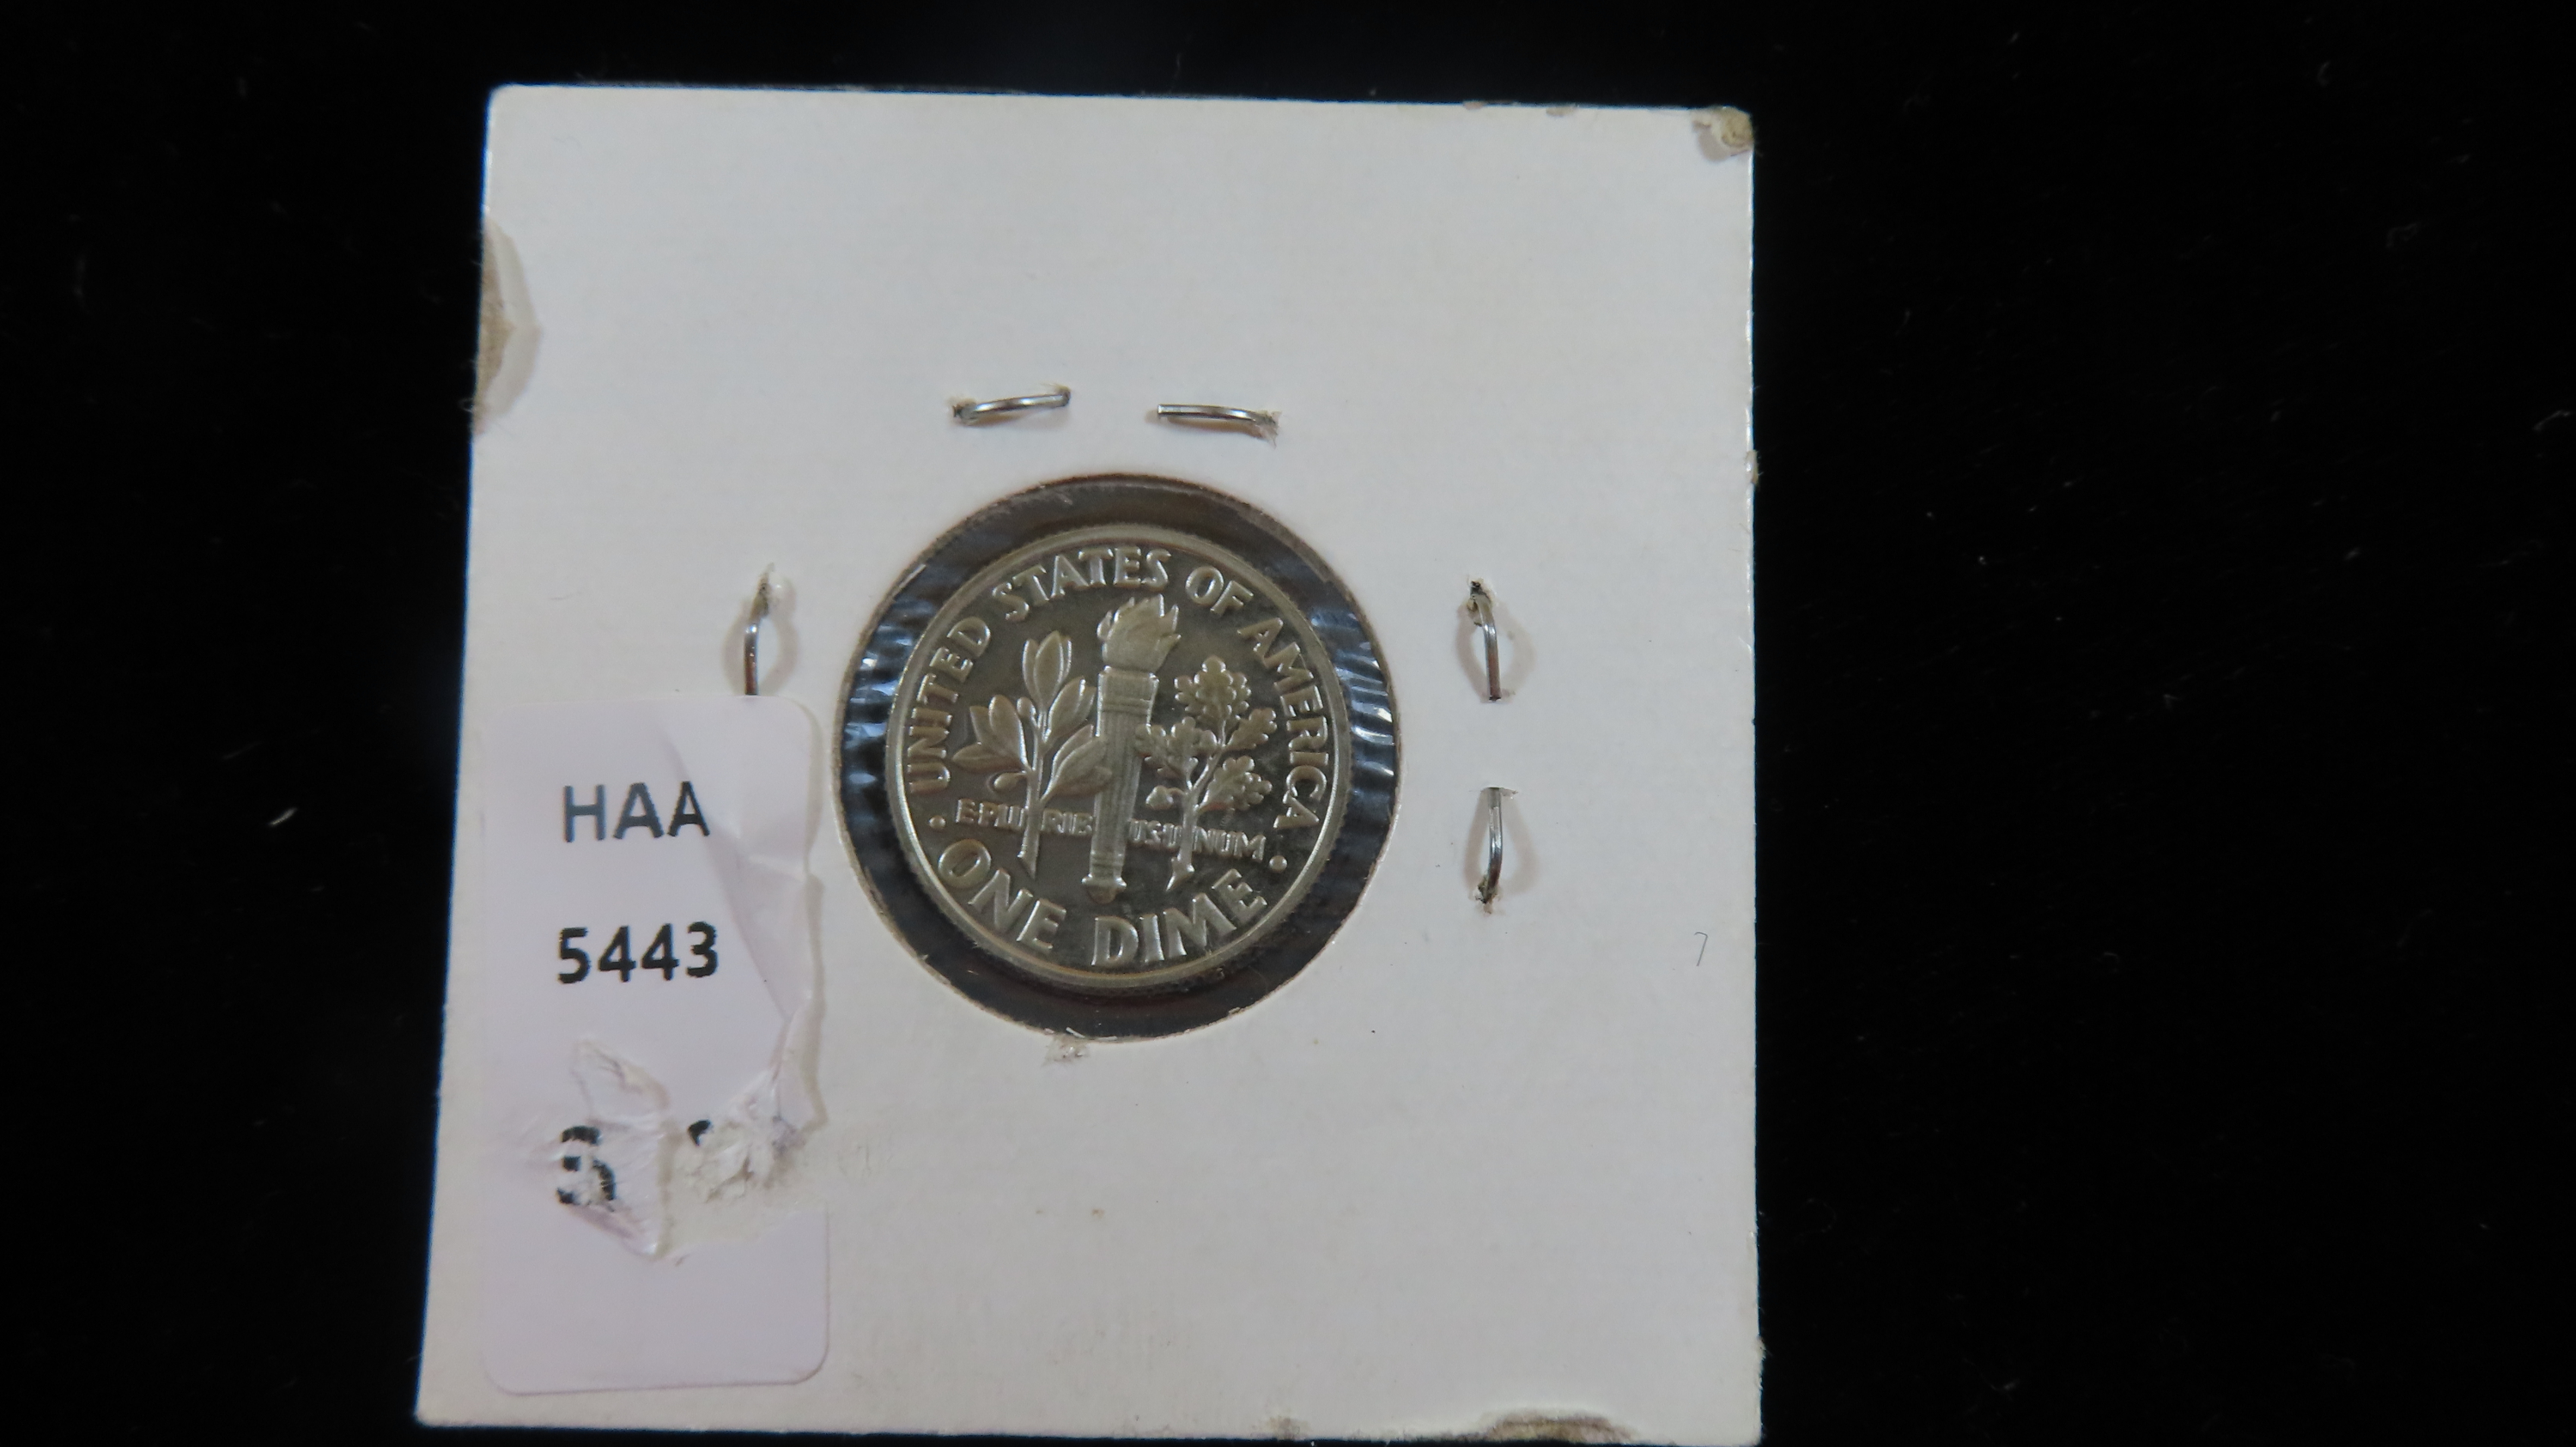 UNITED STATES OF AMERICA
E PLURIBUS UNUM
ONE DIME
HAA
5443